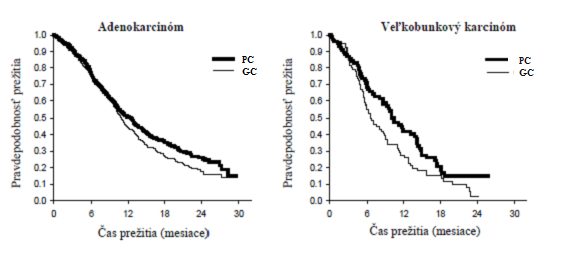 Adenokarcinóm
1.0
0.9
0.8
0.7
0.6
0.5
0.4
0.3
0.2
0.1
0.0
Pravdepodobnosť prežitia
PC
GC
0 6 12 18 24 30
Čas prežitia (mesiace)
Veľkobunkový karcinóm
1.0
0.9
0.8
0.7
0.6
0.5
0.4
0.3
0.2
0.1
0.0
Pravdepodobnosť prežitia
PC
GC
0 6 12 18 24 30
Čas prežitia (mesiace)